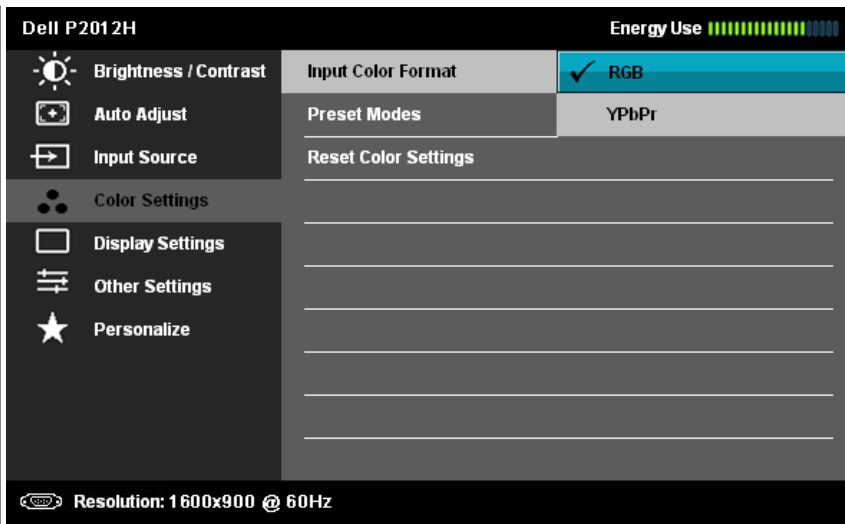 Dell P2012H Energy Use
Brightness / Contrast Input Color Format RGB
Auto Adjust Preset Modes YPbPr
Input Source Reset Color Settings
Color Settings
Display Settings
Other Settings
Personalize
Resolution: 1600x900 @ 60Hz